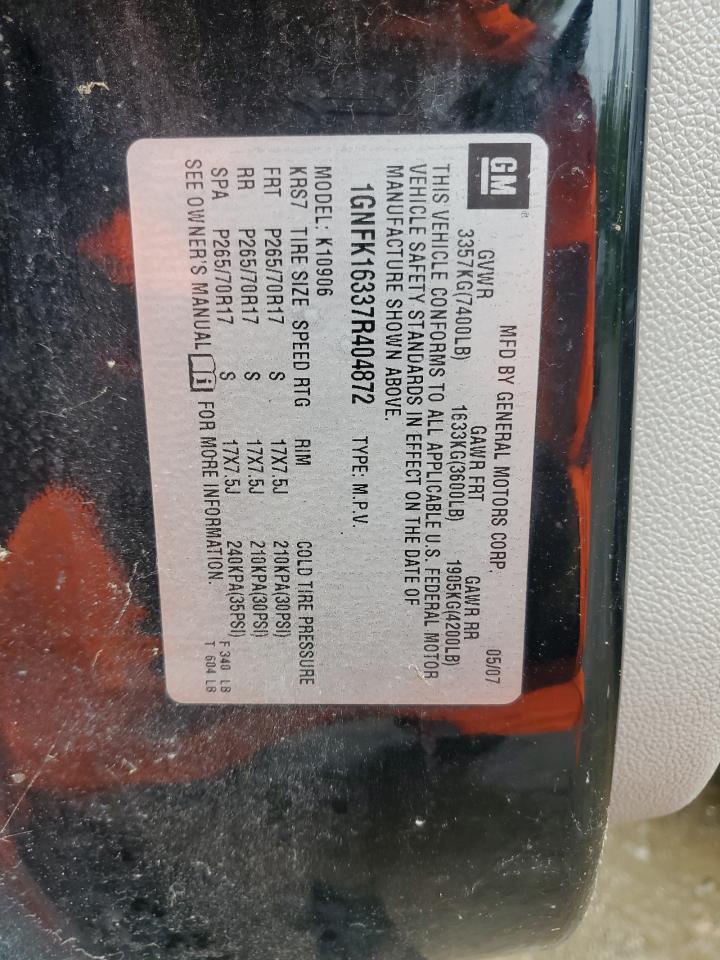 GM
MFD BY GENERAL MOTORS CORP. 05/07
GVWR GAWR FRT GAWR RR
3357KG(7400LB) 1633KG(3600LB) 1905KG(4200LB)
THIS VEHICLE CONFORMS TO ALL APPLICABLE U.S. FEDERAL MOTOR
VEHICLE SAFETY STANDARDS IN EFFECT ON THE DATE OF
MANUFACTURE SHOWN ABOVE.
1GNFK16337R404872 TYPE: M.P.V.
MODEL: K10906
KRS7 TIRE SIZE SPEED RTG RIM COLD TIRE PRESSURE
FRT P265/70R17 S 17X7.5J 210KPA(30PSI)
RR P265/70R17 S 17X7.5J 210KPA(30PSI)
SPA P265/70R17 S 17X7.5J 240KPA(35PSI)
SEE OWNER'S MANUAL i FOR MORE INFORMATION.
F 340 LB
T 604 LB